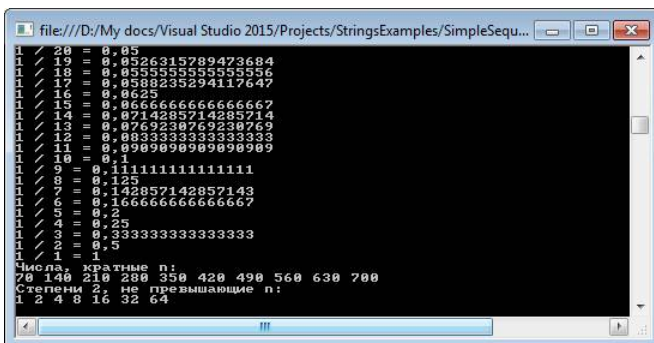 file:///D:/My docs/Visual Studio 2015/Projects/StringsExamples/SimpleSequ...
1 / 20 = 0,05
1 / 19 = 0,0526315789473684
1 / 18 = 0,0555555555555556
1 / 17 = 0,0588235294117647
1 / 16 = 0,0625
1 / 15 = 0,0666666666666667
1 / 14 = 0,0714285714285714
1 / 13 = 0,0769230769230769
1 / 12 = 0,0833333333333333
1 / 11 = 0,0909090909090909
1 / 10 = 0,1
1 / 9 = 0,111111111111111
1 / 8 = 0,125
1 / 7 = 0,142857142857143
1 / 6 = 0,166666666666667
1 / 5 = 0,2
1 / 4 = 0,25
1 / 3 = 0,333333333333333
1 / 2 = 0,5
1 / 1 = 1
Числа, кратные n:
70 140 210 280 350 420 490 560 630 700
Степени 2, не превышающие n:
1 2 4 8 16 32 64